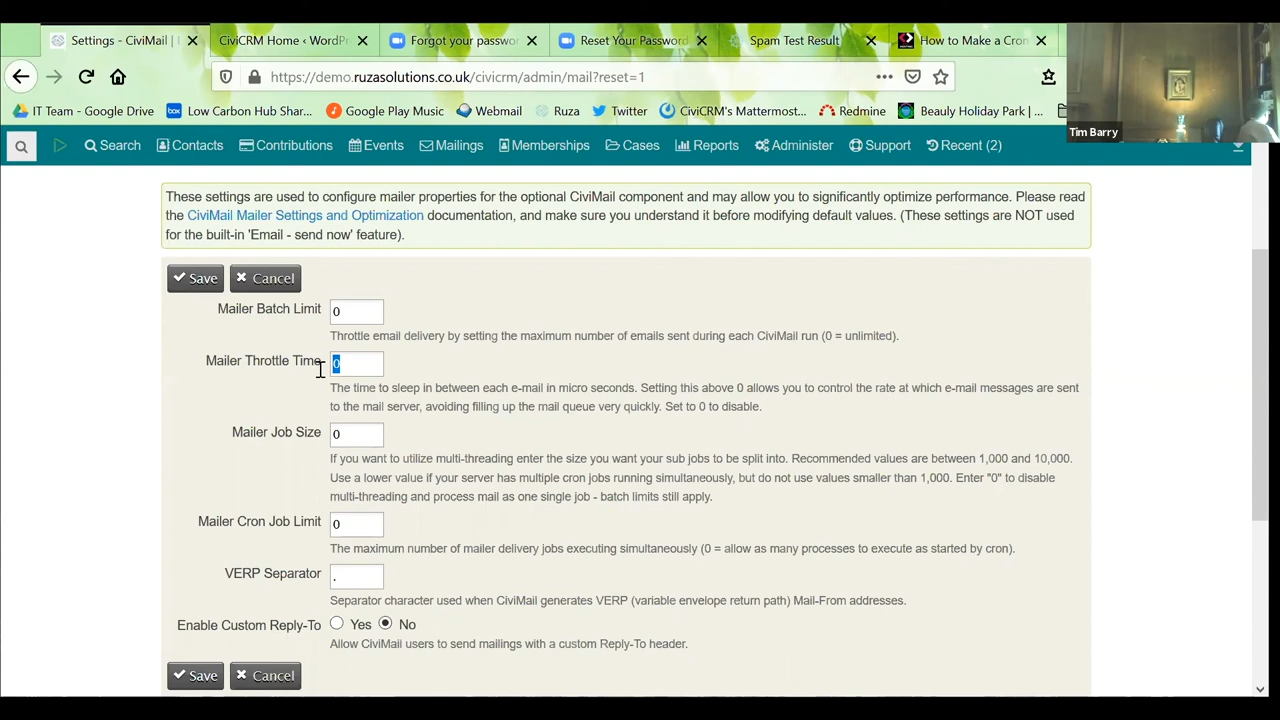 Settings - CiviMail |
CiviCRM Home ‹ WordP
Forgot your passwo
Reset Your Password
Spam Test Result
How to Make a Cron
https://demo.ruzasolutions.co.uk/civicrm/admin/mail?reset=1
IT Team - Google Drive
Low Carbon Hub Shar...
Google Play Music
Webmail
Ruza
Twitter
CiviCRM's Mattermost...
Redmine
Beauly Holiday Park | ...
Tim Barry
Search
Contacts
Contributions
Events
Mailings
Memberships
Cases
Reports
Administer
Support
Recent (2)
These settings are used to configure mailer properties for the optional CiviMail component and may allow you to significantly optimize performance. Please read
the CiviMail Mailer Settings and Optimization documentation, and make sure you understand it before modifying default values. (These settings are NOT used
for the built-in 'Email - send now' feature).
Save
Cancel
Mailer Batch Limit 0
Throttle email delivery by setting the maximum number of emails sent during each CiviMail run (0 = unlimited).
Mailer Throttle Time 0
The time to sleep in between each e-mail in micro seconds. Setting this above 0 allows you to control the rate at which e-mail messages are sent
to the mail server, avoiding filling up the mail queue very quickly. Set to 0 to disable.
Mailer Job Size 0
If you want to utilize multi-threading enter the size you want your sub jobs to be split into. Recommended values are between 1,000 and 10,000.
Use a lower value if your server has multiple cron jobs running simultaneously, but do not use values smaller than 1,000. Enter "0" to disable
multi-threading and process mail as one single job - batch limits still apply.
Mailer Cron Job Limit 0
The maximum number of mailer delivery jobs executing simultaneously (0 = allow as many processes to execute as started by cron).
VERP Separator .
Separator character used when CiviMail generates VERP (variable envelope return path) Mail-From addresses.
Enable Custom Reply-To Yes No
Allow CiviMail users to send mailings with a custom Reply-To header.
Save
Cancel